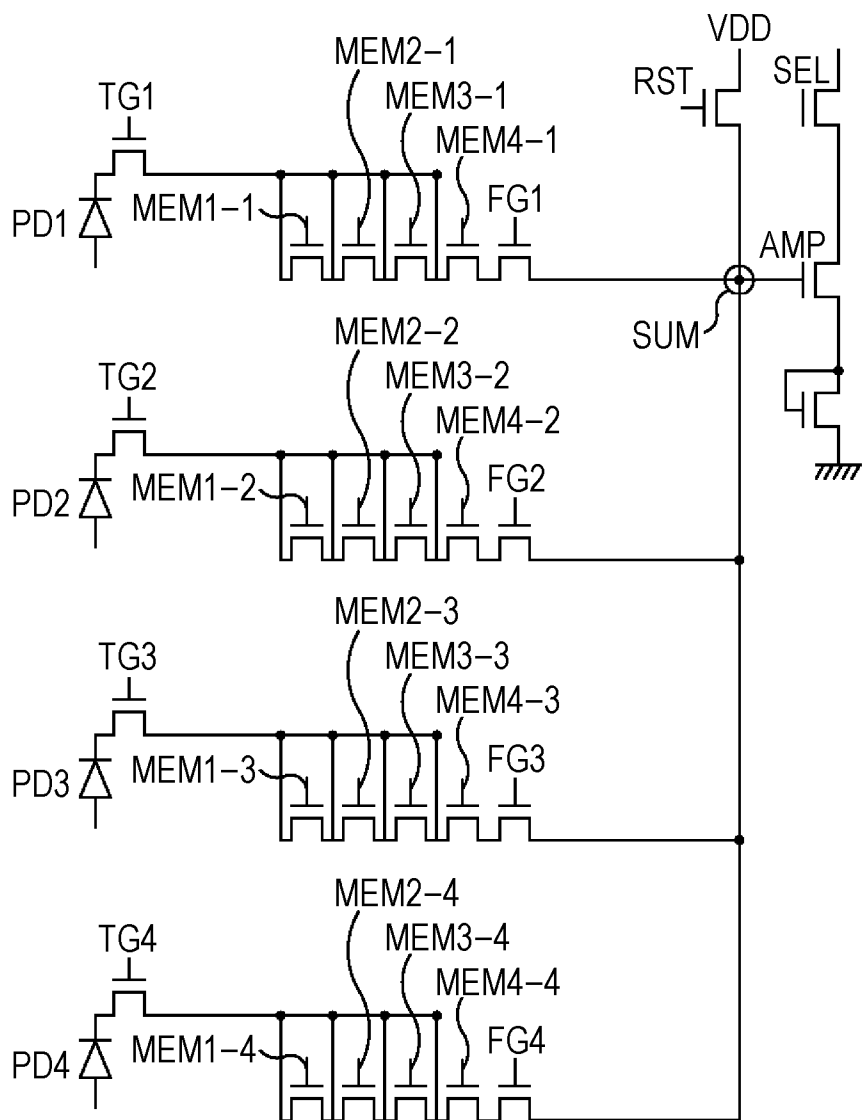 VDD
MEM2–1
RST
SEL
TG1
MEM3–1
MEM4–1
MEM1–1
FG1
PD1
AMP
SUM
MEM2–2
TG2
MEM3–2
MEM4–2
MEM1–2
FG2
PD2
MEM2–3
TG3
MEM3–3
MEM4–3
MEM1–3
FG3
PD3
MEM2–4
TG4
MEM3–4
MEM4–4
MEM1–4
FG4
PD4